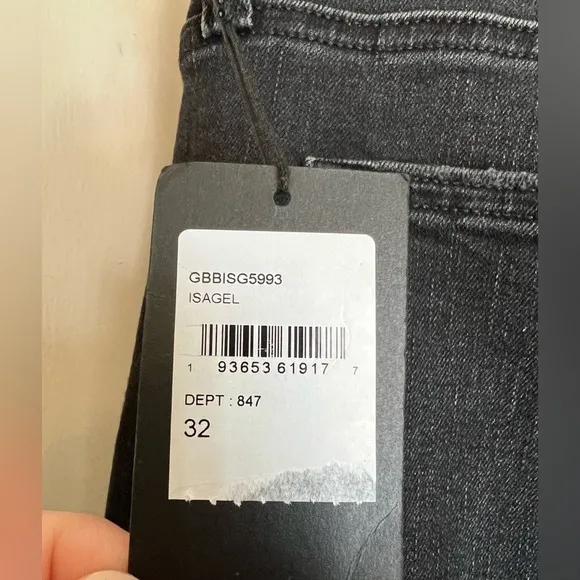 GBBISG5993
ISAGEL
1 93653 61917 7
DEPT : 847
32